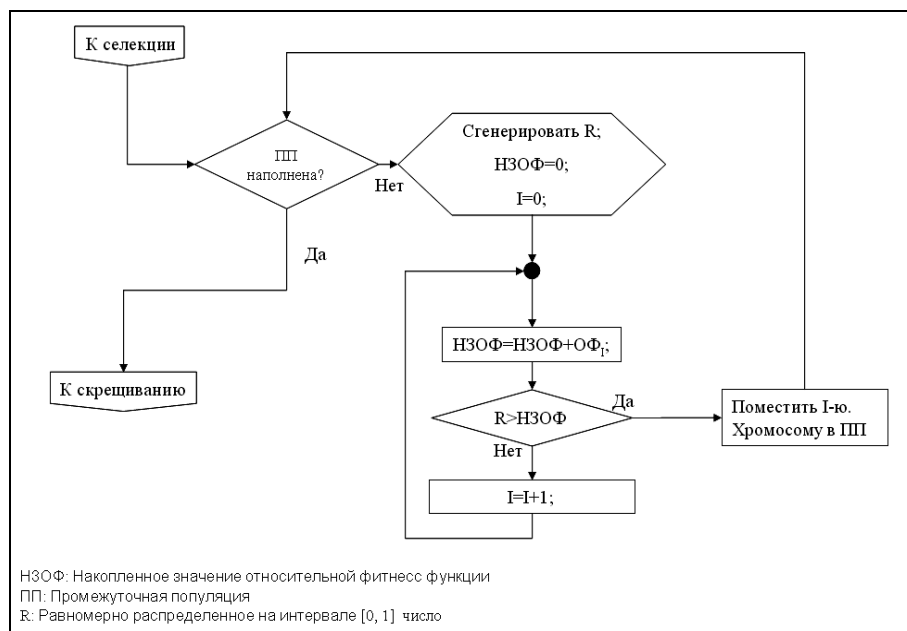 К селекции
ПП
наполнена?
Нет
Сгенерировать R;
НЗОФ=0;
I=0;
Да
НЗОФ=НЗОФ+ОФI;
К скрещиванию
R>НЗОФ
Да
Поместить I-ю.
Хромосому в ПП
Нет
I=I+1;
НЗОФ: Накопленное значение относительной фитнесс функции
ПП: Промежуточная популяция
R: Равномерно распределенное на интервале [0, 1] число